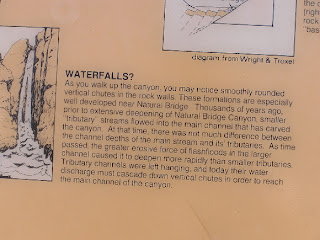 the c
(righ
rock
"bas
diagram from Wright & Troxel
WATERFALLS?
As you walk up the canyon, you may notice smoothly rounded
vertical chutes in the rock walls. These formations are especially
well developed near Natural Bridge. Thousands of years ago,
prior to extensive deepening of Natural Bridge Canyon, smaller
"tributary" streams flowed into the main channel that has carved
the canyon. At that time, there was not much difference between
the channel depths of the main stream and its' tributaries. As time
passed, the greater erosive force of flashfloods in the larger
channel caused it to deepen more rapidly than smaller tributaries.
Tributary channels were left hanging, and today their water
discharge must cascade down vertical chutes in order to reach
the main channel of the canyon.